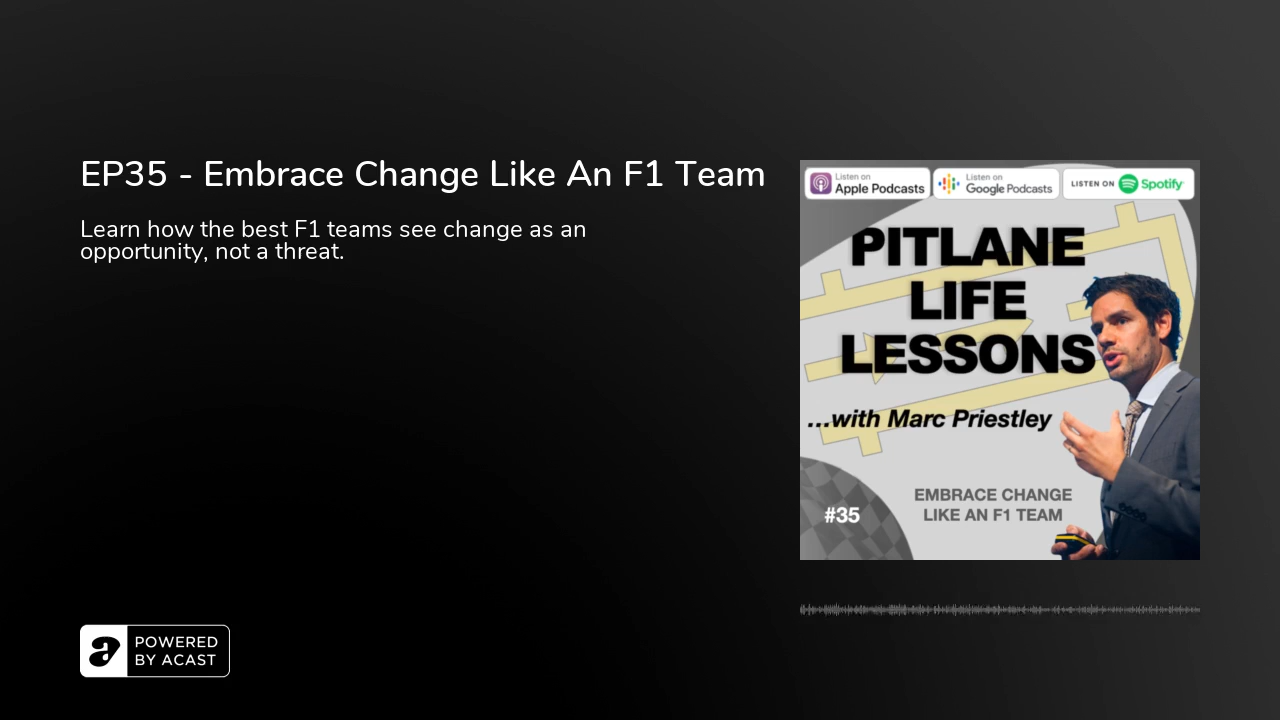 EP35 - Embrace Change Like An F1 Team
Learn how the best F1 teams see change as an
opportunity, not a threat.
Listen on
Apple Podcasts
Listen on
Google Podcasts
LISTEN ON Spotify
PITLANE
LIFE
LESSONS
...with Marc Priestley
EMBRACE CHANGE
LIKE AN F1 TEAM
#35
a
POWERED
BY ACAST